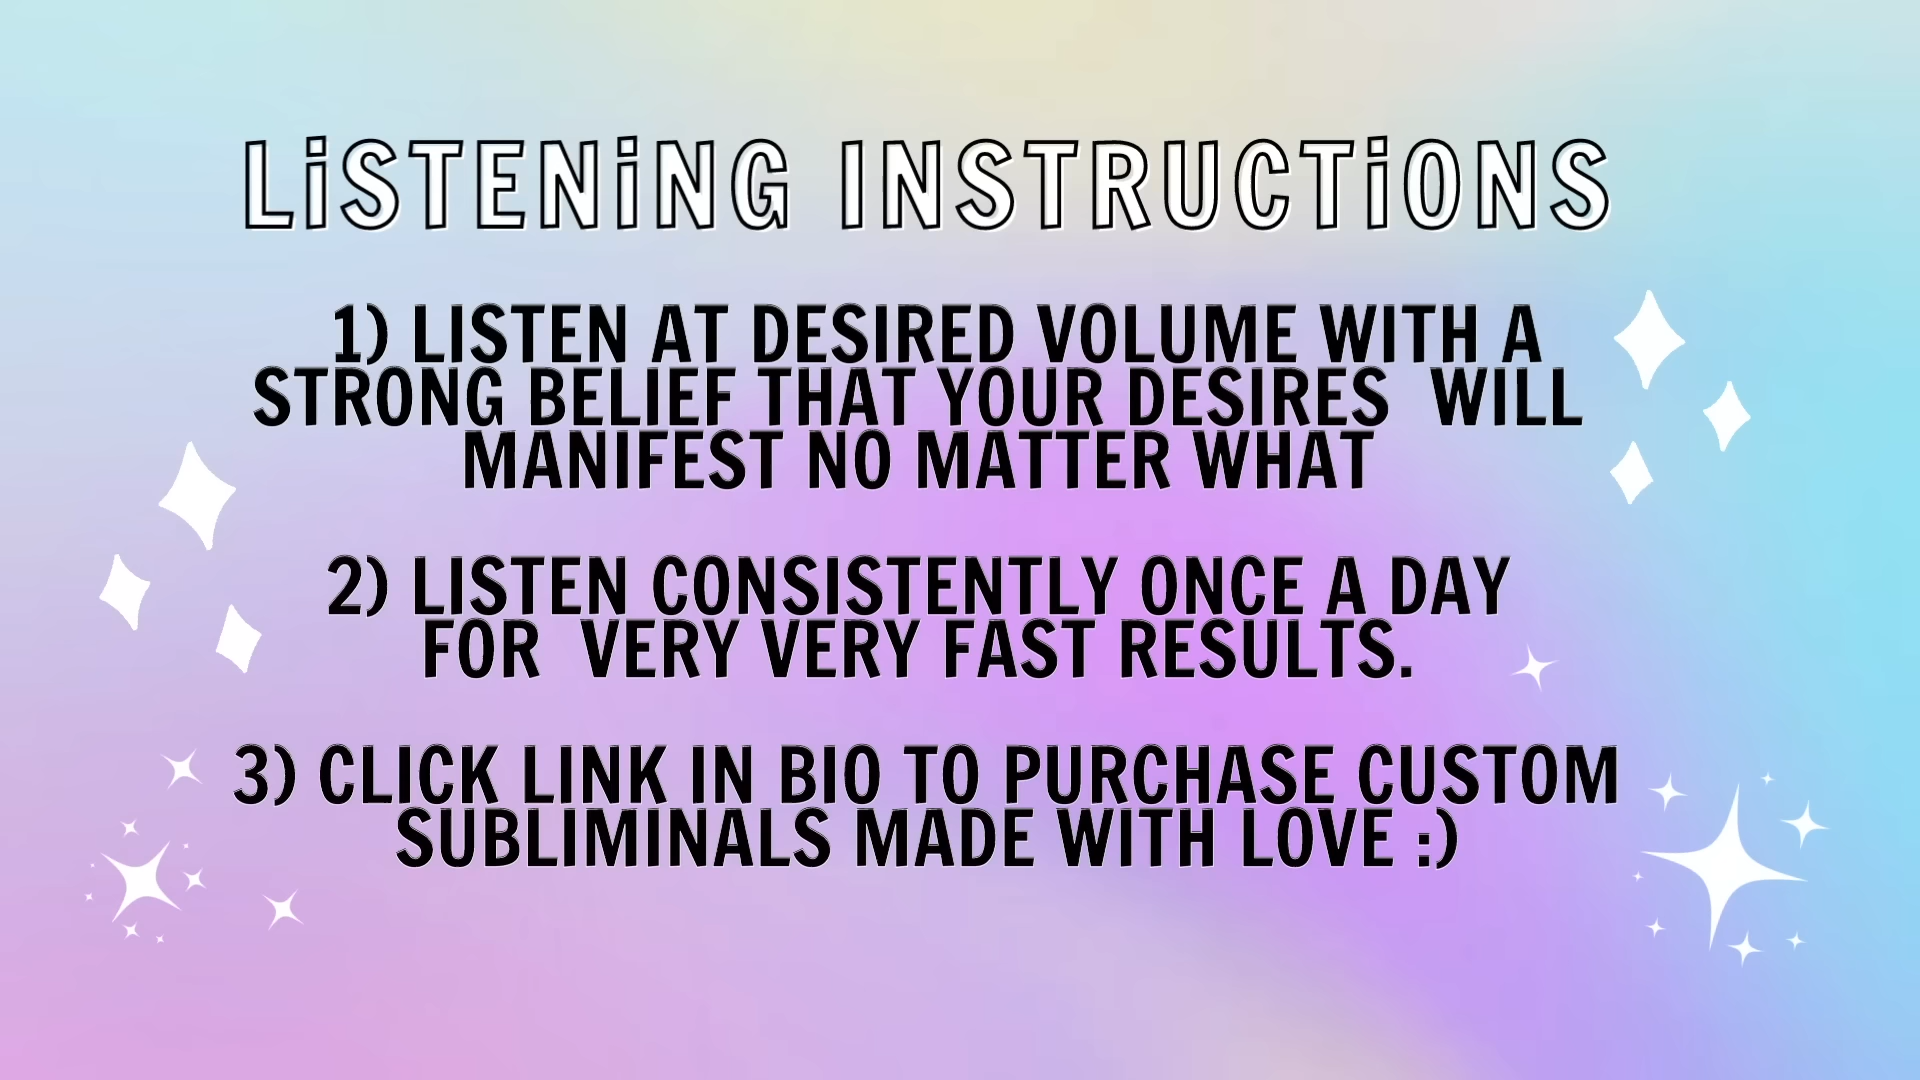 LiSTENiNG INSTRUCTiONS
1) LISTEN AT DESIRED VOLUME WITH A
STRONG BELIEF THAT YOUR DESIRES  WILL
MANIFEST NO MATTER WHAT
2) LISTEN CONSISTENTLY ONCE A DAY
FOR  VERY VERY FAST RESULTS.
3) CLICK LINK IN BIO TO PURCHASE CUSTOM
SUBLIMINALS MADE WITH LOVE :)